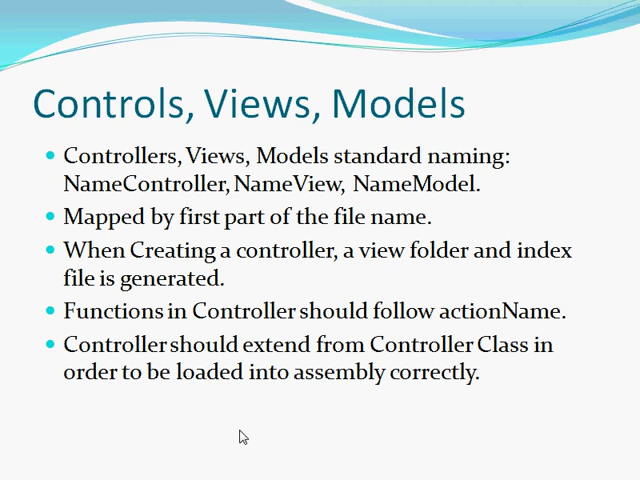 Controls, Views, Models
• Controllers, Views, Models standard naming:
NameController, NameView, NameModel.
• Mapped by first part of the file name.
• When Creating a controller, a view folder and index
file is generated.
• Functions in Controller should follow actionName.
• Controller should extend from Controller Class in
order to be loaded into assembly correctly.